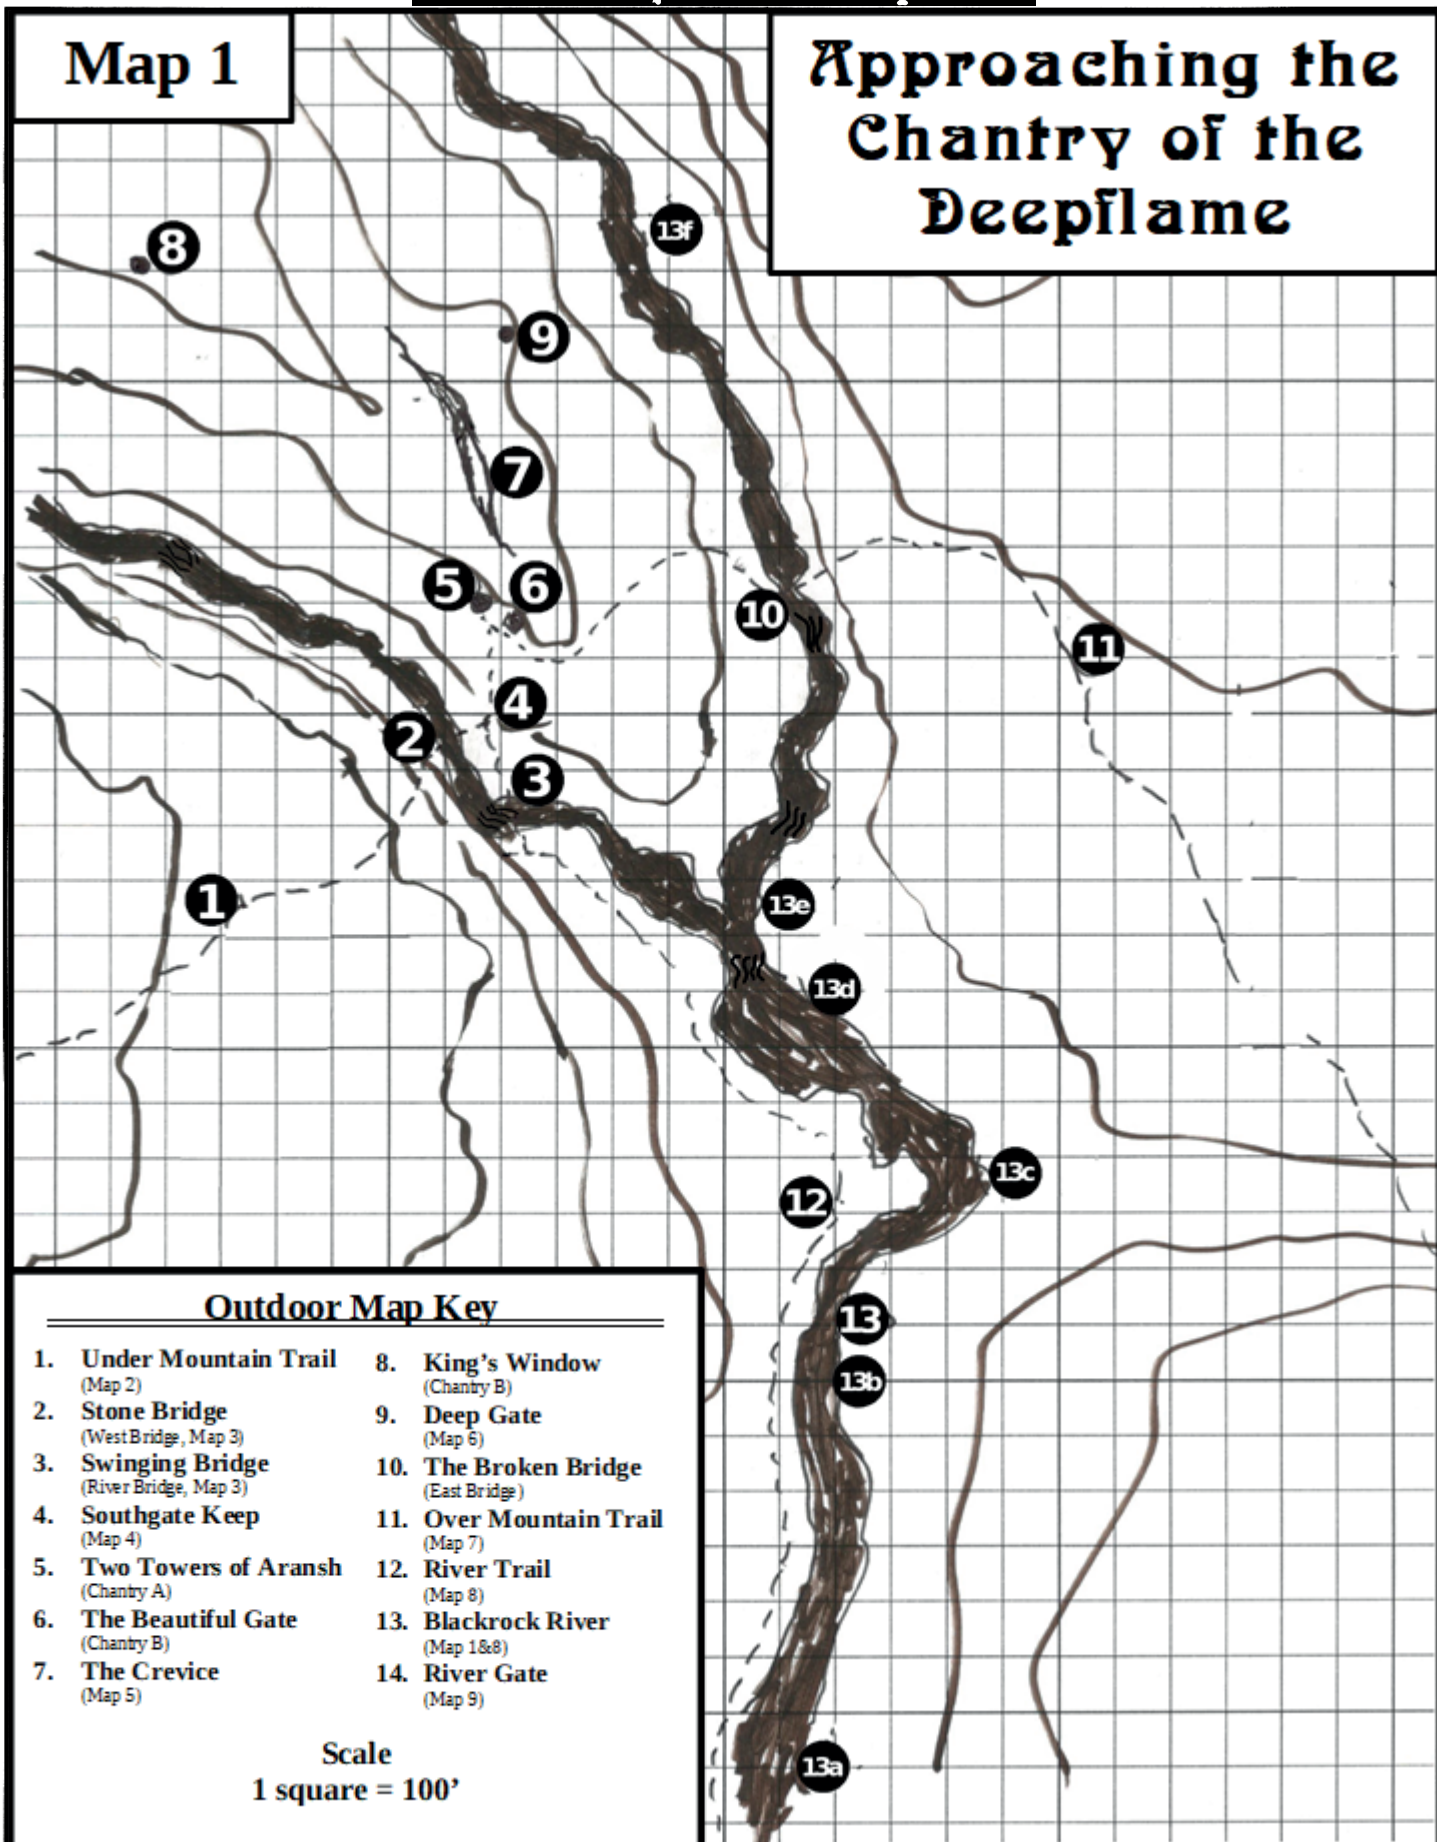 Map 1
Approaching the
Chantry of the
Deepflame
13f
8
9
7
5
6
10
11
4
2
3
1
13e
13d
13c
12
13
13b
13a
Outdoor Map Key
1. Under Mountain Trail
(Map 2)
2. Stone Bridge
(West Bridge, Map 3)
3. Swinging Bridge
(River Bridge, Map 3)
4. Southgate Keep
(Map 4)
5. Two Towers of Aransh
(Chantry A)
6. The Beautiful Gate
(Chantry B)
7. The Crevice
(Map 5)
8. King's Window
(Chantry B)
9. Deep Gate
(Map 6)
10. The Broken Bridge
(East Bridge)
11. Over Mountain Trail
(Map 7)
12. River Trail
(Map 8)
13. Blackrock River
(Map 1&8)
14. River Gate
(Map 9)
Scale
1 square = 100’